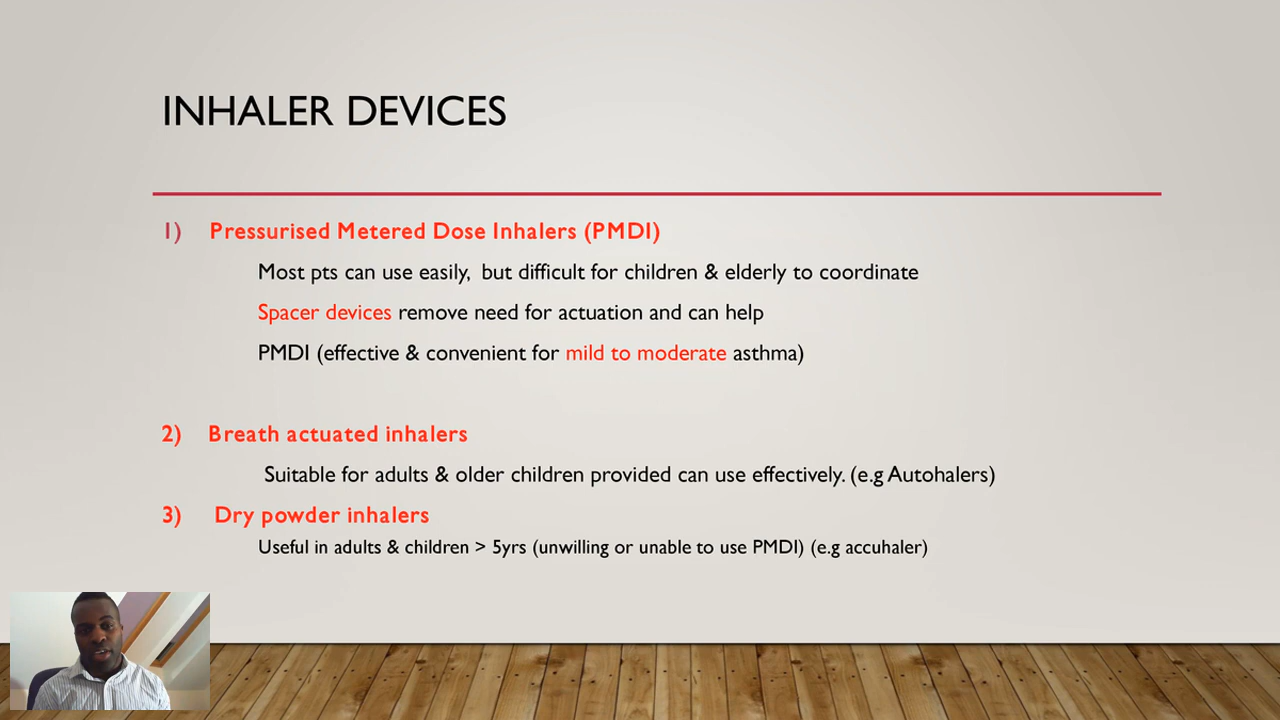 INHALER DEVICES
1) Pressurised Metered Dose Inhalers (PMDI)
Most pts can use easily, but difficult for children & elderly to coordinate
Spacer devices remove need for actuation and can help
PMDI (effective & convenient for mild to moderate asthma)
2) Breath actuated inhalers
Suitable for adults & older children provided can use effectively. (e.g Autohalers)
3) Dry powder inhalers
Useful in adults & children > 5yrs (unwilling or unable to use PMDI) (e.g accuhaler)